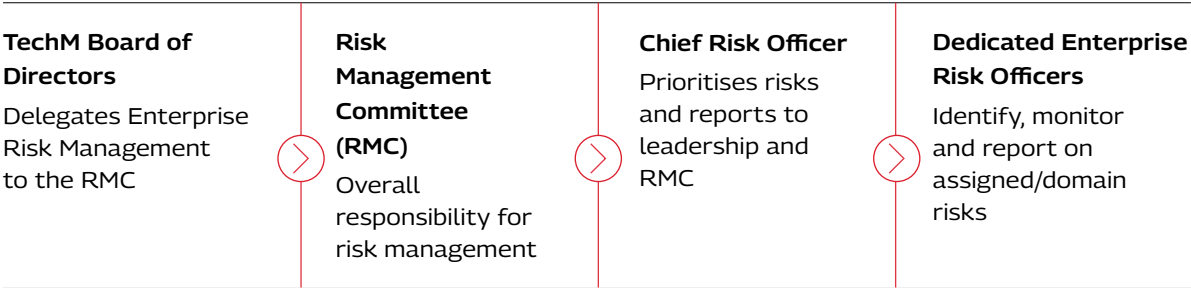 TechM Board of
Directors
Delegates Enterprise
Risk Management
to the RMC
Risk
Management
Committee
(RMC)
Overall
responsibility for
risk management
Chief Risk Officer
Prioritises risks
and reports to
leadership and
RMC
Dedicated Enterprise
Risk Officers
Identify, monitor
and report on
assigned/domain
risks